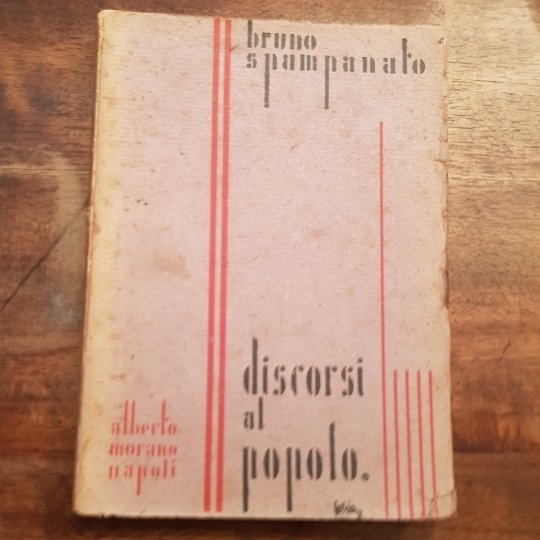 bruno
spampanato
discorsi
al
popolo.
alberto
morano
napoli